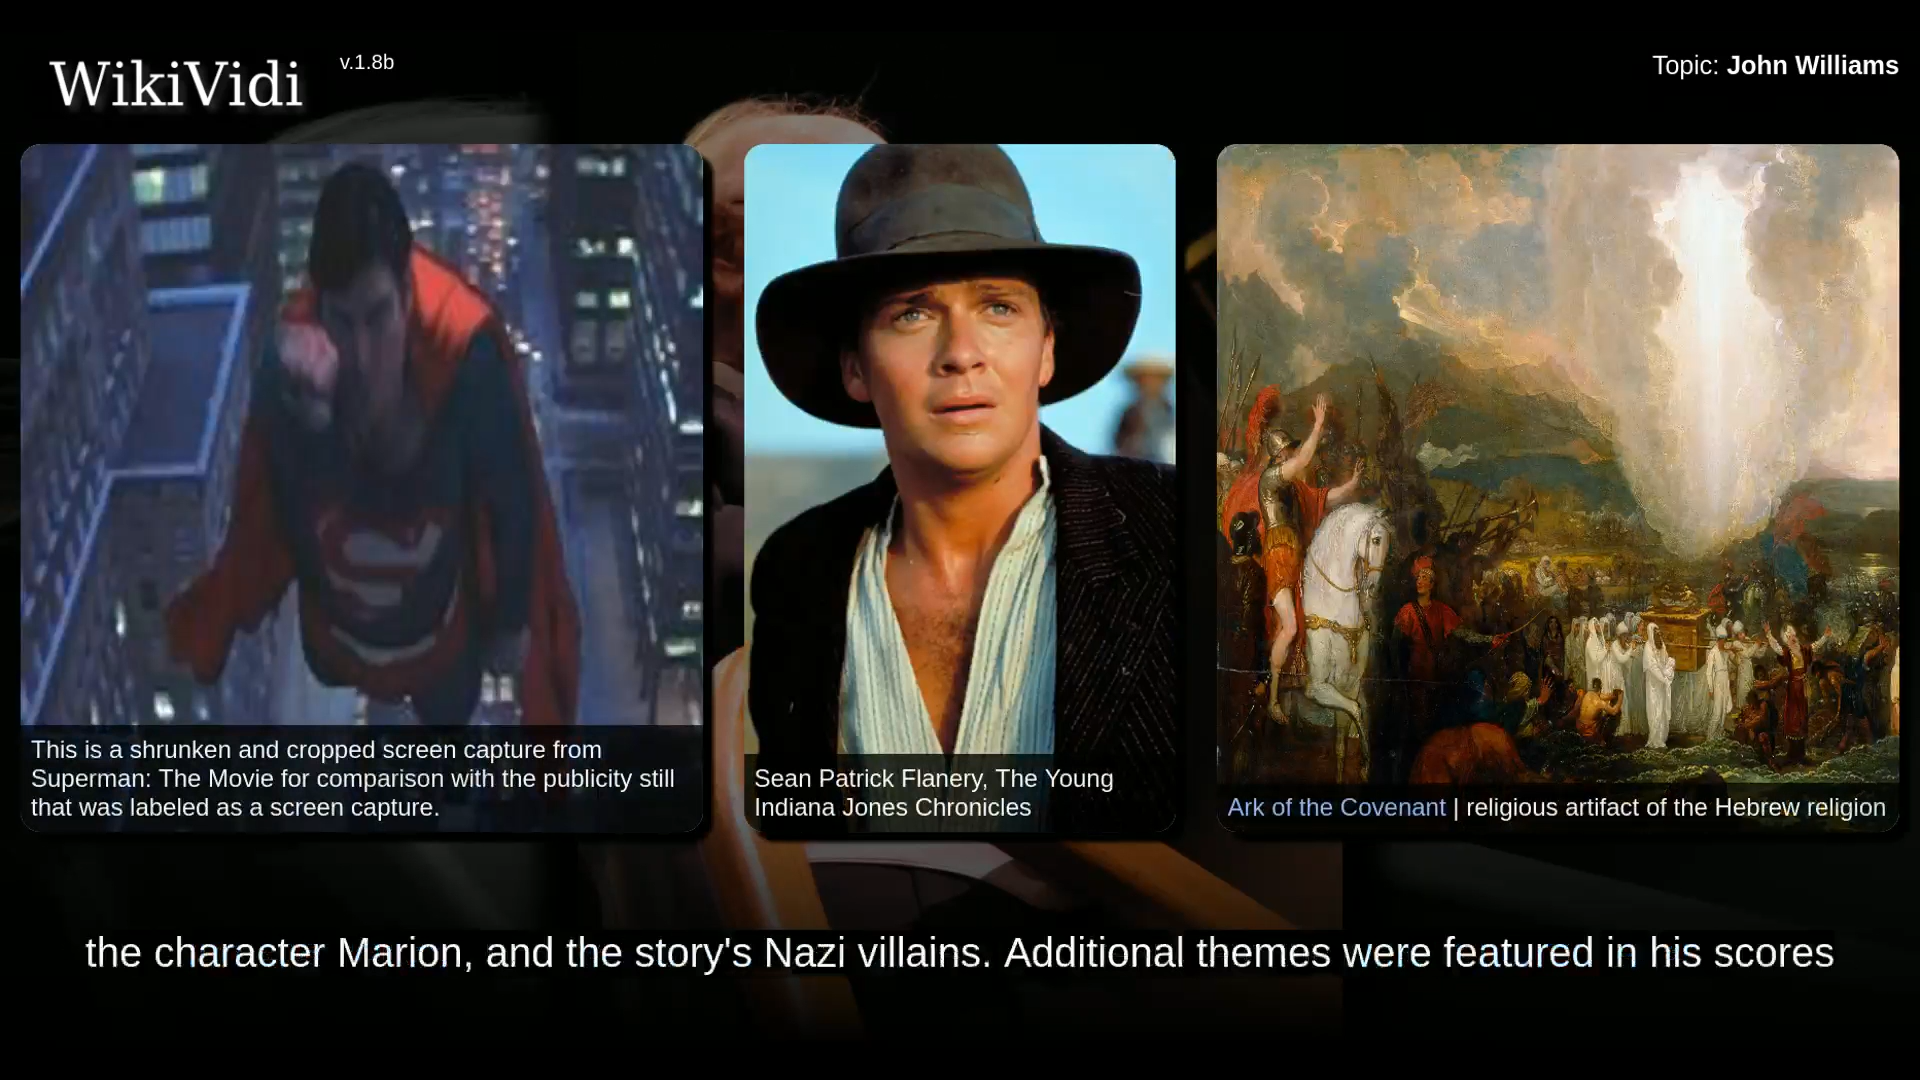 WikiVidi
v.1.8b
Topic: John Williams
This is a shrunken and cropped screen capture from
Superman: The Movie for comparison with the publicity still
that was labeled as a screen capture.
Sean Patrick Flanery, The Young
Indiana Jones Chronicles
Ark of the Covenant | religious artifact of the Hebrew religion
the character Marion, and the story's Nazi villains. Additional themes were featured in his scores